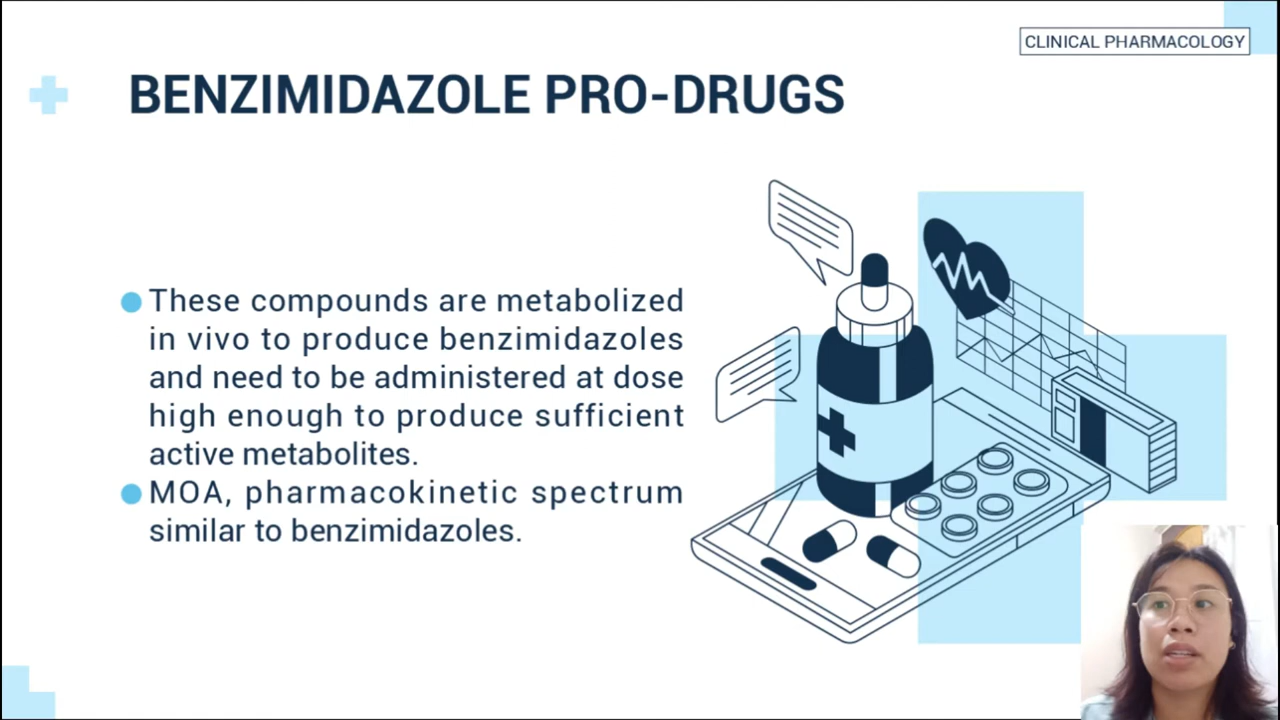 CLINICAL PHARMACOLOGY
BENZIMIDAZOLE PRO-DRUGS
These compounds are metabolized
in vivo to produce benzimidazoles
and need to be administered at dose
high enough to produce sufficient
active metabolites.
MOA, pharmacokinetic spectrum
similar to benzimidazoles.